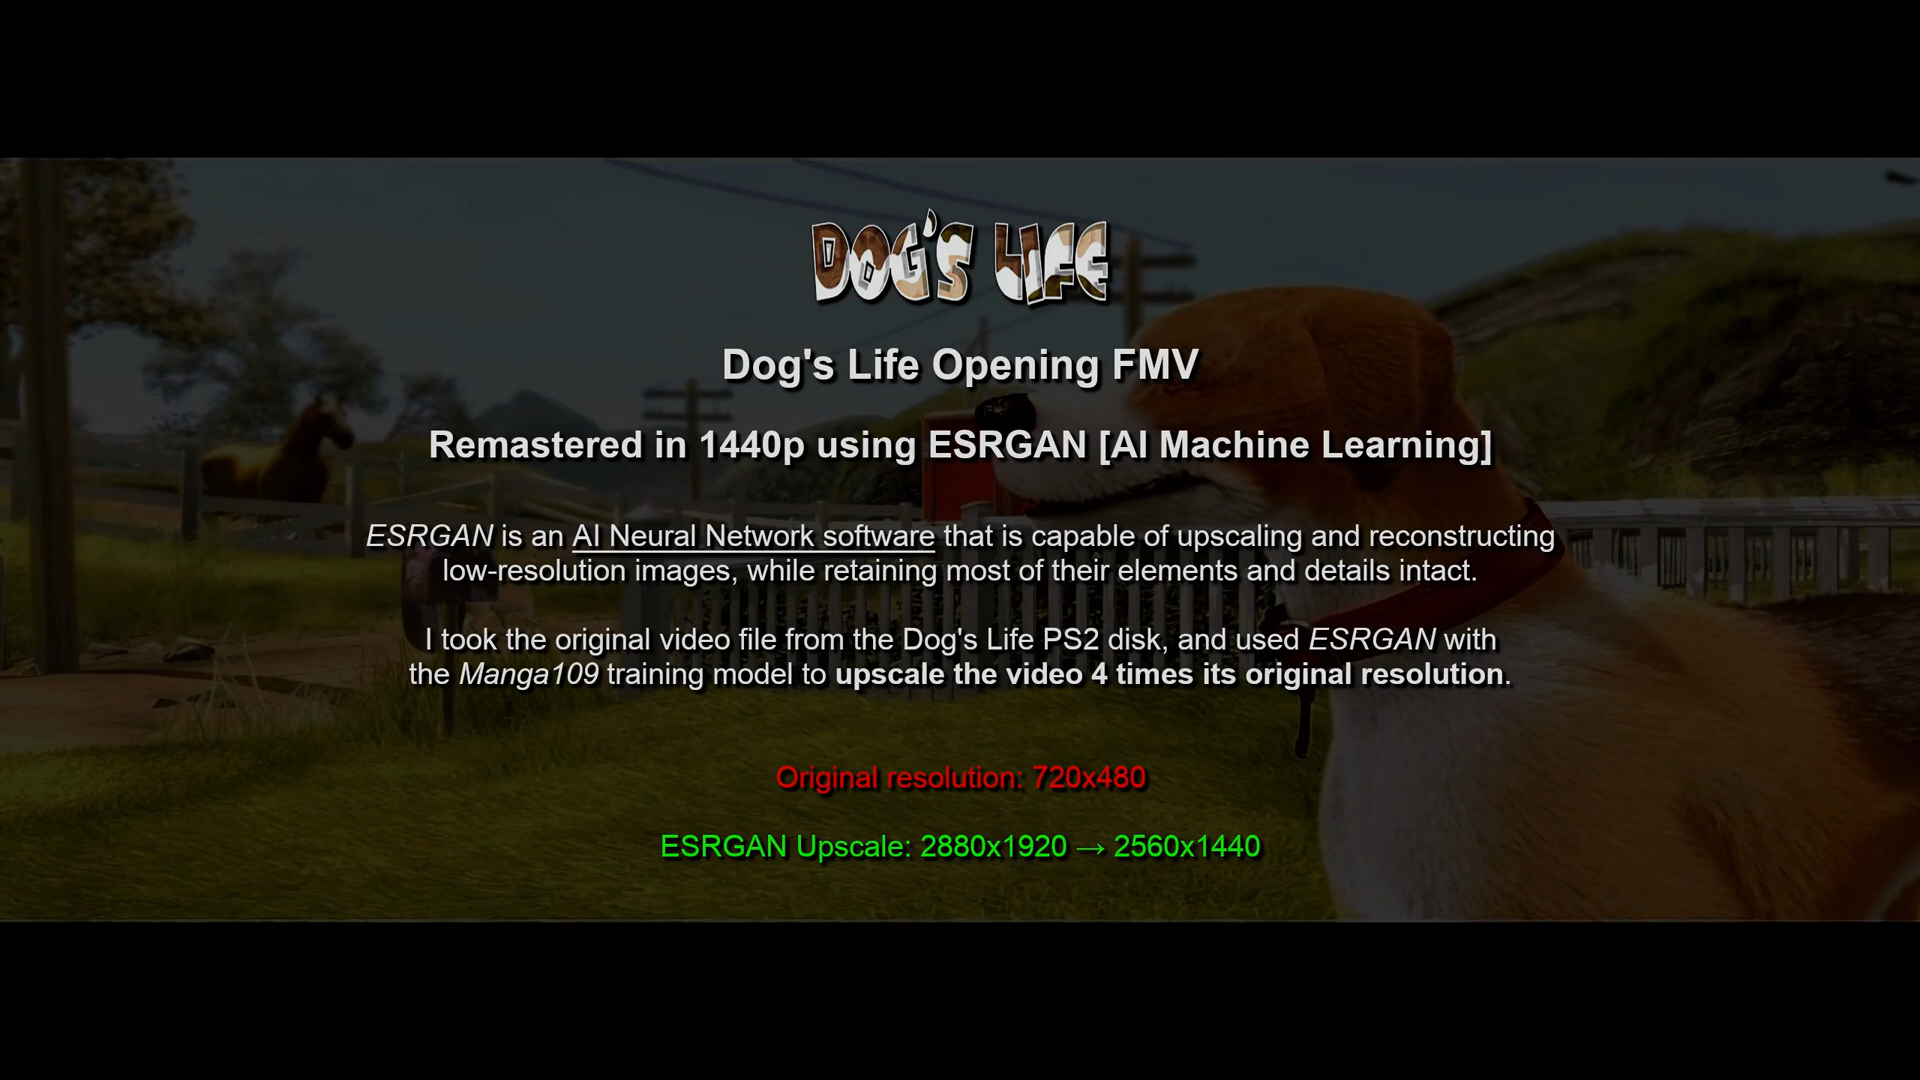 DOG'S LIFE
Dog's Life Opening FMV
Remastered in 1440p using ESRGAN [AI Machine Learning]
ESRGAN is an AI Neural Network software that is capable of upscaling and reconstructing
low-resolution images, while retaining most of their elements and details intact.
I took the original video file from the Dog's Life PS2 disk, and used ESRGAN with
the Manga109 training model to upscale the video 4 times its original resolution.
Original resolution: 720x480
ESRGAN Upscale: 2880x1920 → 2560x1440